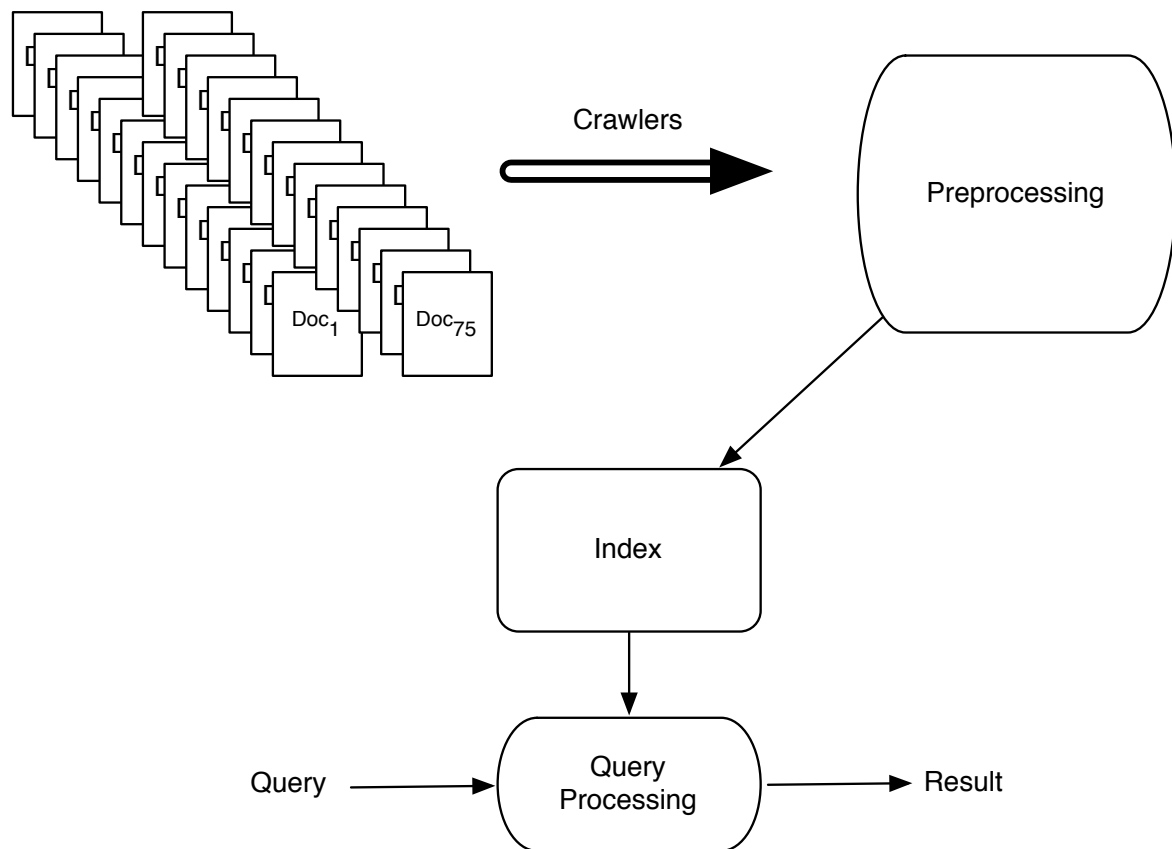 Crawlers
Preprocessing
Doc1
Doc75
Index
Query
Query
Processing
Result